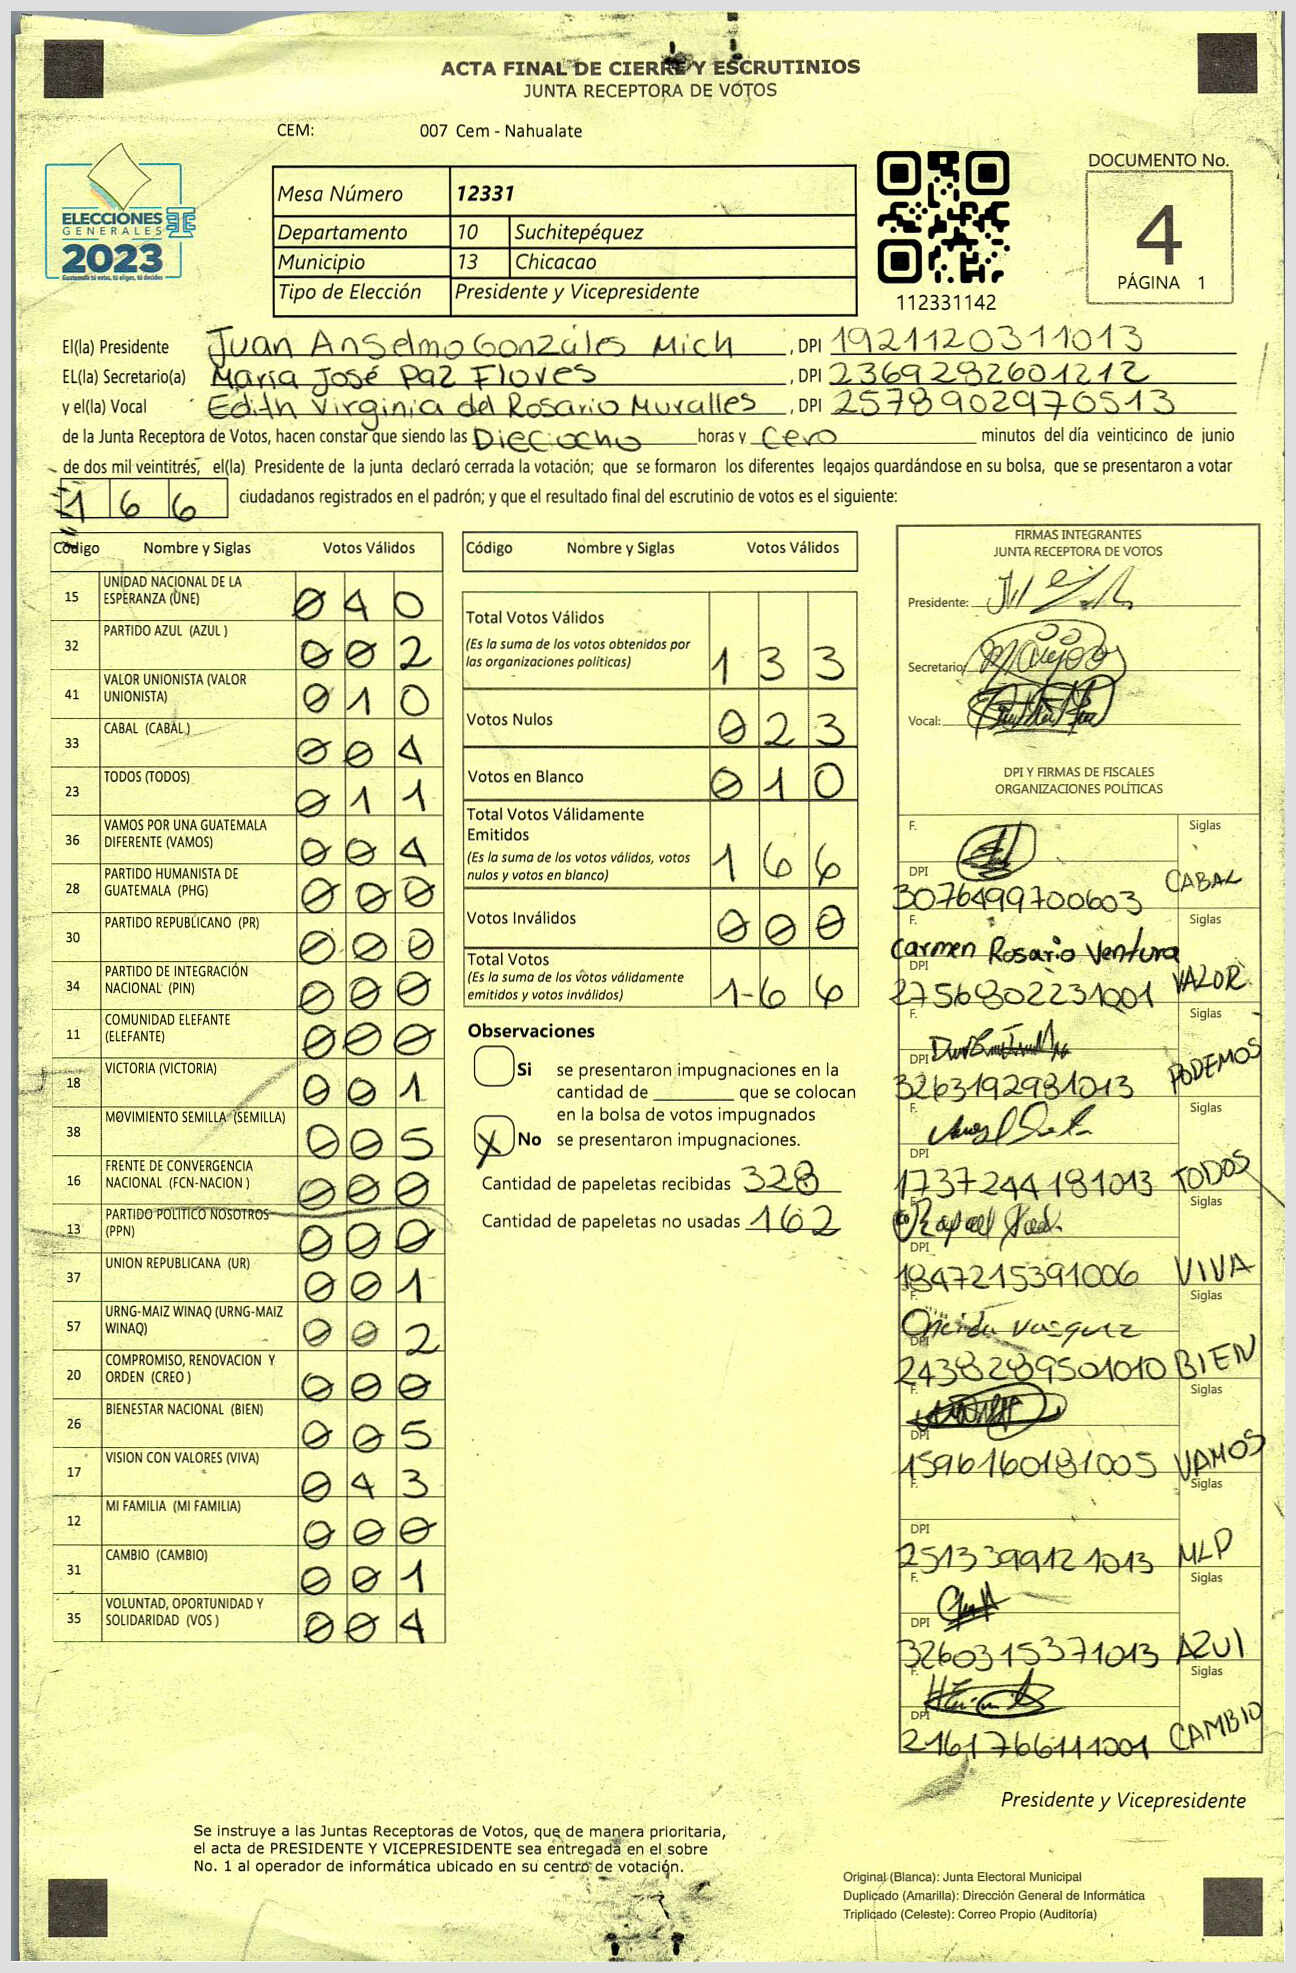 ACTA FINAL DE CIERRE Y ESCRUTINIOS
JUNTA RECEPTORA DE VOTOS
CEM: 007 Cem - Nahualate
ELECCIONES
GENERALES
2023
Guatemala tú votas, tú eliges, tú decides
Mesa Número 12331
Departamento 10 Suchitepéquez
Municipio 13 Chicacao
Tipo de Elección Presidente y Vicepresidente
112331142
DOCUMENTO No.
4
PÁGINA 1
El(la) Presidente Juan Anselmo Gonzáles Mich, DPI 1921120311013
EL(la) Secretario(a) María José Paz Flores, DPI 2369282601212
y el(la) Vocal Edith Virginia del Rosario Muralles, DPI 2578902970513
de la Junta Receptora de Votos, hacen constar que siendo las Dieciocho horas y cero minutos del día veinticinco de junio
de dos mil veintitrés, el(la) Presidente de la junta declaró cerrada la votación; que se formaron los diferentes legajos guardándose en su bolsa, que se presentaron a votar
166 ciudadanos registrados en el padrón; y que el resultado final del escrutinio de votos es el siguiente:
Código Nombre y Siglas Votos Válidos
15 UNIDAD NACIONAL DE LA ESPERANZA (UNE) 0 4 0
32 PARTIDO AZUL (AZUL ) 0 0 2
41 VALOR UNIONISTA (VALOR UNIONISTA) 0 1 0
33 CABAL (CABAL ) 0 0 4
23 TODOS (TODOS) 0 1 1
36 VAMOS POR UNA GUATEMALA DIFERENTE (VAMOS) 0 0 4
28 PARTIDO HUMANISTA DE GUATEMALA (PHG) 0 0 0
30 PARTIDO REPUBLICANO (PR) 0 0 0
34 PARTIDO DE INTEGRACIÓN NACIONAL (PIN) 0 0 0
11 COMUNIDAD ELEFANTE (ELEFANTE) 0 0 0
18 VICTORIA (VICTORIA) 0 0 1
38 MOVIMIENTO SEMILLA (SEMILLA) 0 0 5
16 FRENTE DE CONVERGENCIA NACIONAL (FCN-NACION ) 0 0 0
13 PARTIDO POLITICO NOSOTROS (PPN) 0 0 0
37 UNION REPUBLICANA (UR) 0 0 1
57 URNG-MAIZ WINAQ (URNG-MAIZ WINAQ) 0 0 2
20 COMPROMISO, RENOVACION Y ORDEN (CREO ) 0 0 0
26 BIENESTAR NACIONAL (BIEN) 0 0 5
17 VISION CON VALORES (VIVA) 0 4 3
12 MI FAMILIA (MI FAMILIA) 0 0 0
31 CAMBIO (CAMBIO) 0 0 1
35 VOLUNTAD, OPORTUNIDAD Y SOLIDARIDAD (VOS ) 0 0 4
Código Nombre y Siglas Votos Válidos
Total Votos Válidos
(Es la suma de los votos obtenidos por
las organizaciones políticas) 1 3 3
Votos Nulos 0 2 3
Votos en Blanco 0 1 0
Total Votos Válidamente
Emitidos
(Es la suma de los votos válidos, votos
nulos y votos en blanco) 1 6 6
Votos Inválidos 0 0 0
Total Votos
(Es la suma de los votos válidamente
emitidos y votos inválidos) 1-6 6
Observaciones
Si se presentaron impugnaciones en la
cantidad de ________ que se colocan
en la bolsa de votos impugnados
X No se presentaron impugnaciones.
Cantidad de papeletas recibidas 328
Cantidad de papeletas no usadas 162
FIRMAS INTEGRANTES
JUNTA RECEPTORA DE VOTOS
Presidente:
Secretario:
Vocal:
DPI Y FIRMAS DE FISCALES
ORGANIZACIONES POLÍTICAS
F. Siglas
DPI 3076499700603 CABAL
F. Carmen Rosario Ventura Siglas
DPI 2756802231001 VALOR
F. Siglas
DPI 3263192981013 PODEMOS
F. Siglas
DPI 1737244181013 TODOS
F. Rafael Siglas
DPI 1847215391006 VIVA
F. Siglas
DPI 2438289501010 BIEN
F. Siglas
DPI 1596160181005 VAMOS
F. Siglas
DPI 2513399121013 MLP
F. Siglas
DPI 3260315371013 AZUL
F. Siglas
DPI 2161766111001 CAMBIO
Presidente y Vicepresidente
Se instruye a las Juntas Receptoras de Votos, que de manera prioritaria,
el acta de PRESIDENTE Y VICEPRESIDENTE sea entregada en el sobre
No. 1 al operador de informática ubicado en su centro de votación.
Original (Blanca): Junta Electoral Municipal
Duplicado (Amarilla): Dirección General de Informática
Triplicado (Celeste): Correo Propio (Auditoría)